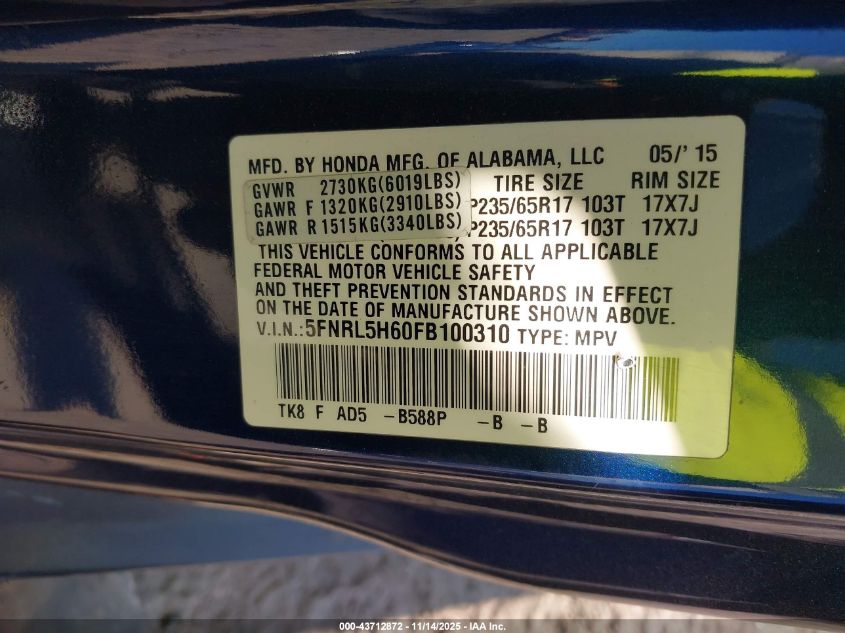 MFD. BY HONDA MFG. OF ALABAMA, LLC 05/' 15
GVWR 2730KG(6019LBS) TIRE SIZE RIM SIZE
GAWR F 1320KG(2910LBS) P235/65R17 103T 17X7J
GAWR R 1515KG(3340LBS) P235/65R17 103T 17X7J
THIS VEHICLE CONFORMS TO ALL APPLICABLE
FEDERAL MOTOR VEHICLE SAFETY
AND THEFT PREVENTION STANDARDS IN EFFECT
ON THE DATE OF MANUFACTURE SHOWN ABOVE.
V.I.N.:5FNRL5H60FB100310 TYPE: MPV
TK8 F AD5 -B588P -B -B
000-43712872 - 11/14/2025 - IAA Inc.